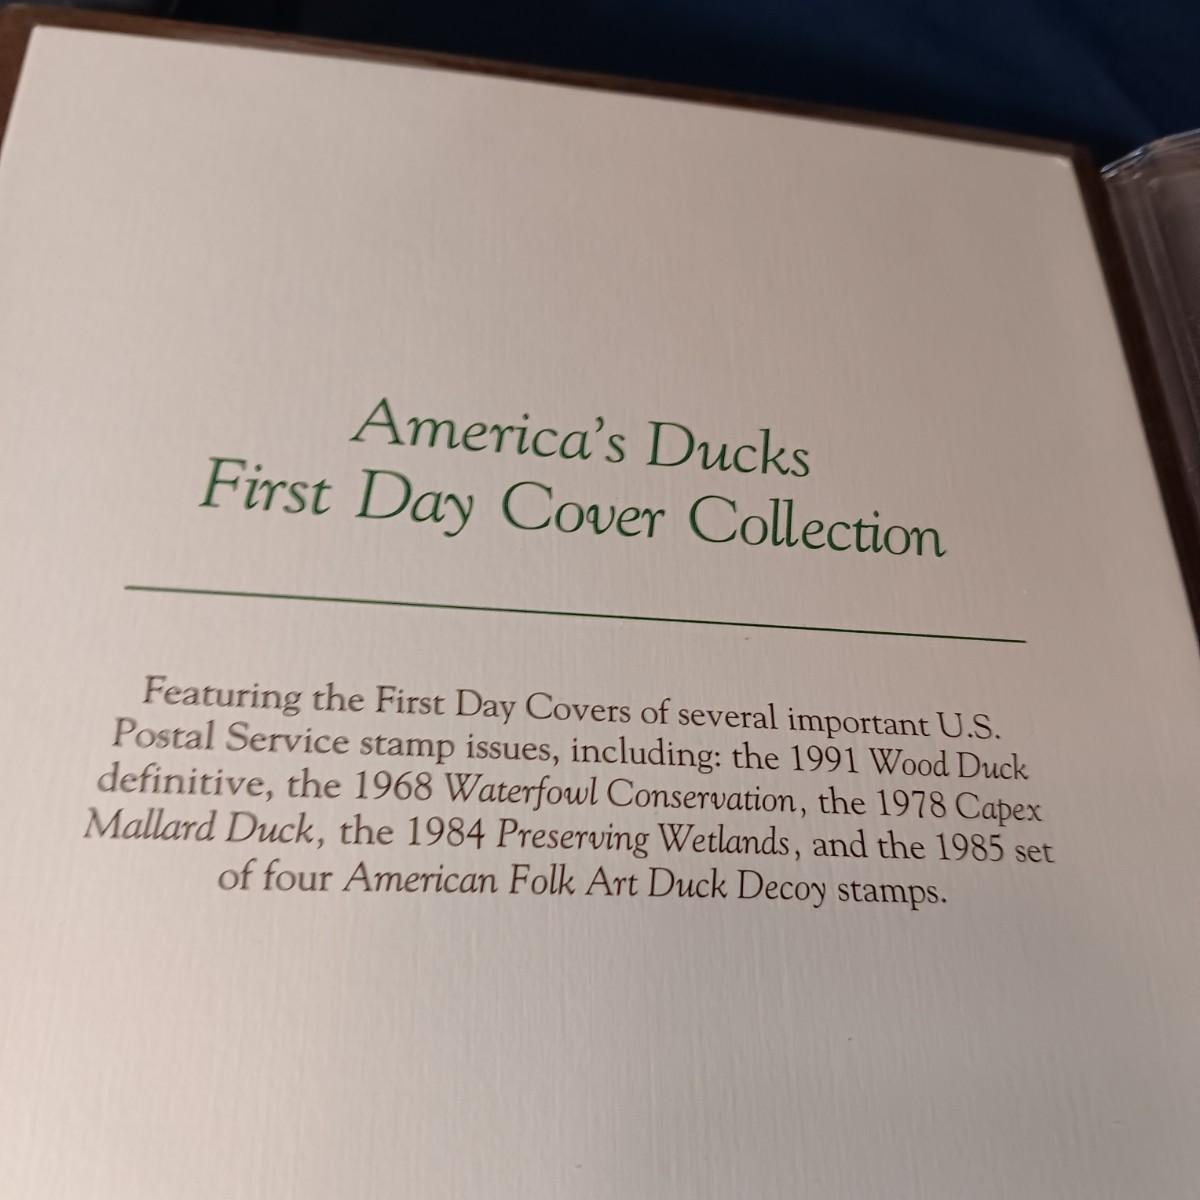 America's Ducks
First Day Cover Collection
Featuring the First Day Covers of several important U.S.
Postal Service stamp issues, including: the 1991 Wood Duck
definitive, the 1968 Waterfowl Conservation, the 1978 Capex
Mallard Duck, the 1984 Preserving Wetlands, and the 1985 set
of four American Folk Art Duck Decoy stamps.